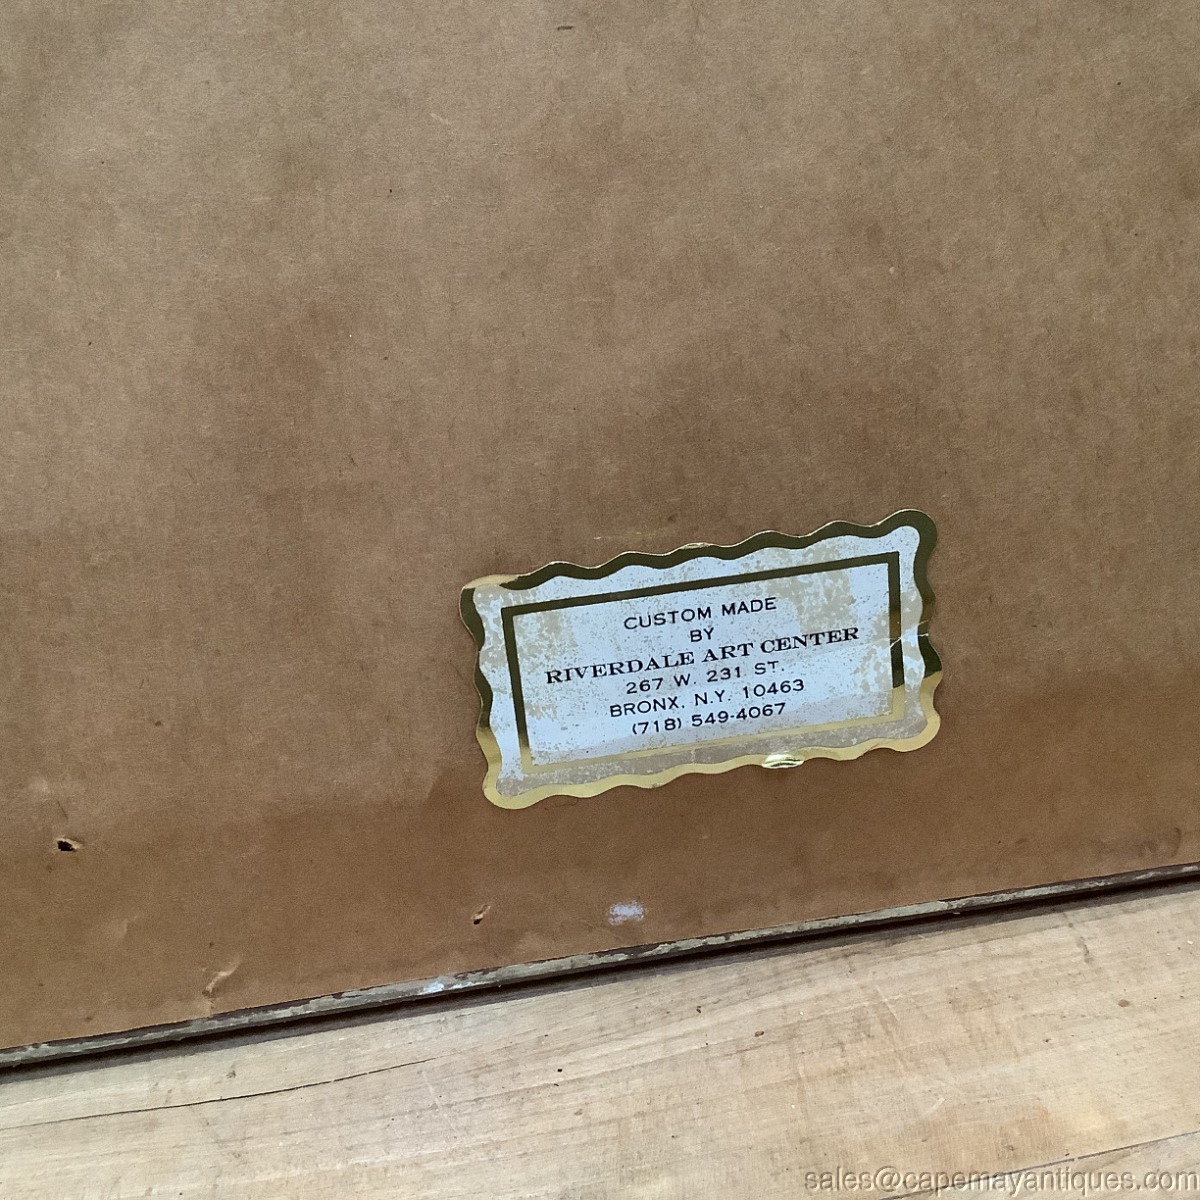 CUSTOM MADE
BY
RIVERDALE ART CENTER
267 W. 231 ST.
BRONX, N.Y. 10463
(718) 549-4067
sales@capemayantiques.com